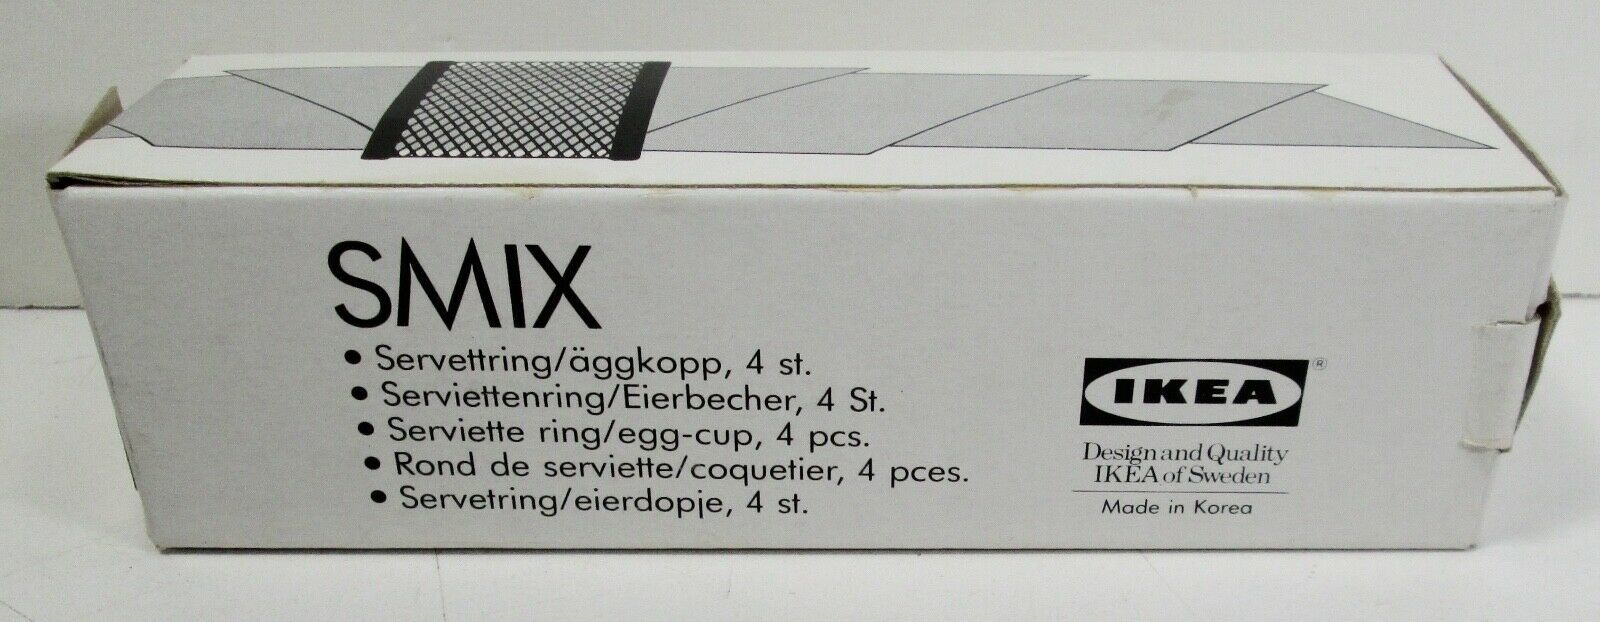 SMIX
• Servettring/äggkopp, 4 st.
• Serviettenring/Eierbecher, 4 St.
• Serviette ring/egg-cup, 4 pcs.
• Rond de serviette/coquetier, 4 pces.
• Servetring/eierdopje, 4 st.
IKEA®
Design and Quality
IKEA of Sweden
Made in Korea